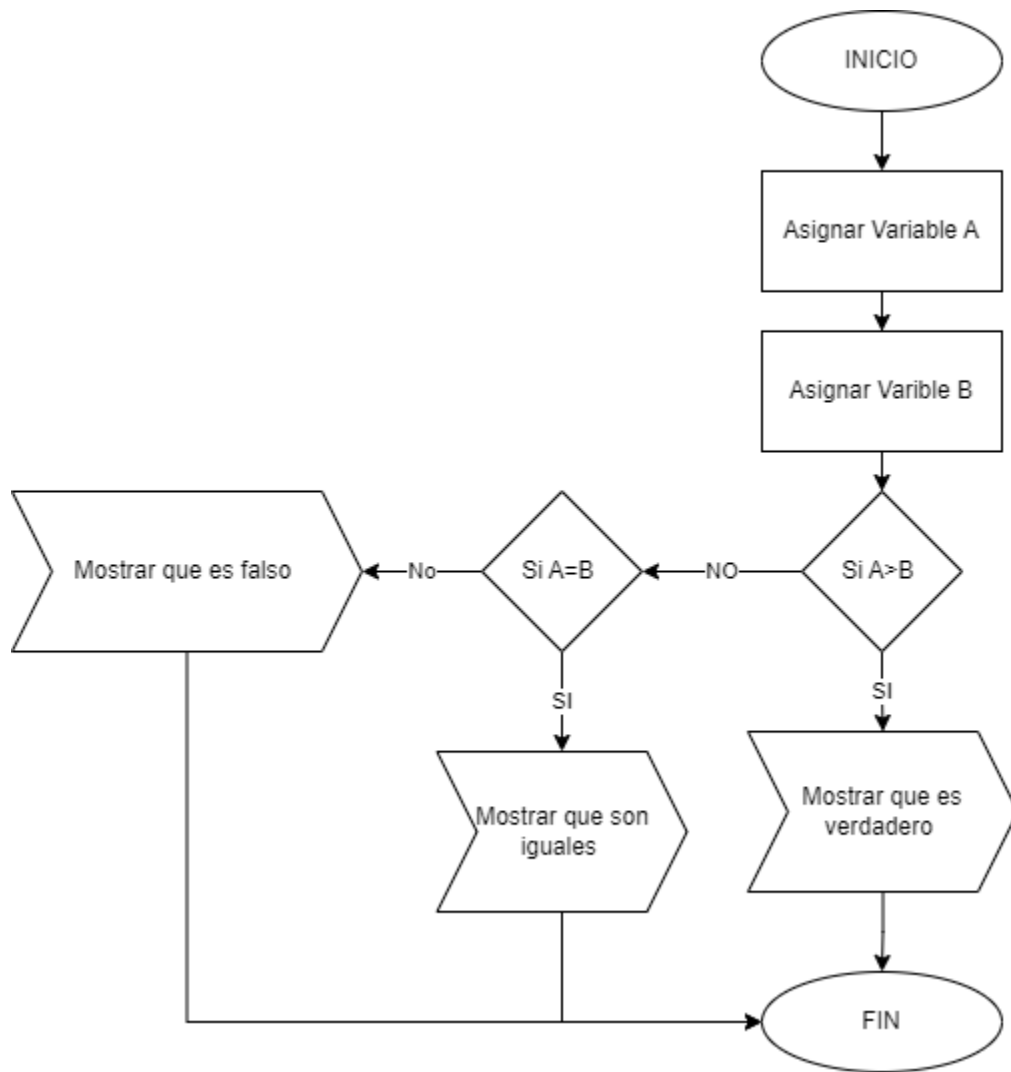 INICIO
Asignar Variable A
Asignar Varible B
Si A>B
NO
Si A=B
No
Mostrar que es falso
SI
SI
Mostrar que son
iguales
Mostrar que es
verdadero
FIN